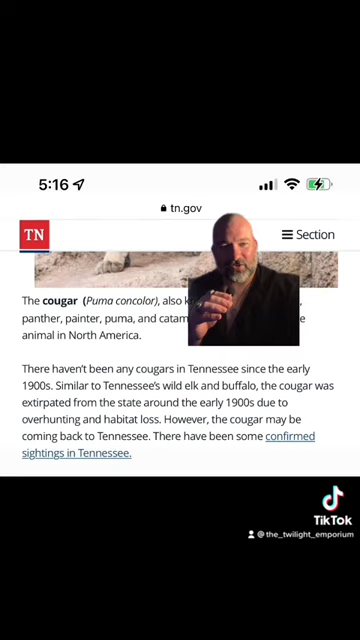 5:16
tn.gov
TN
Section
The cougar (Puma concolor), also
panther, painter, puma, and catam
animal in North America.
There haven't been any cougars in Tennessee since the early
1900s. Similar to Tennessee's wild elk and buffalo, the cougar was
extirpated from the state around the early 1900s due to
overhunting and habitat loss. However, the cougar may be
coming back to Tennessee. There have been some confirmed
sightings in Tennessee.
TikTok
@the_twilight_emporium